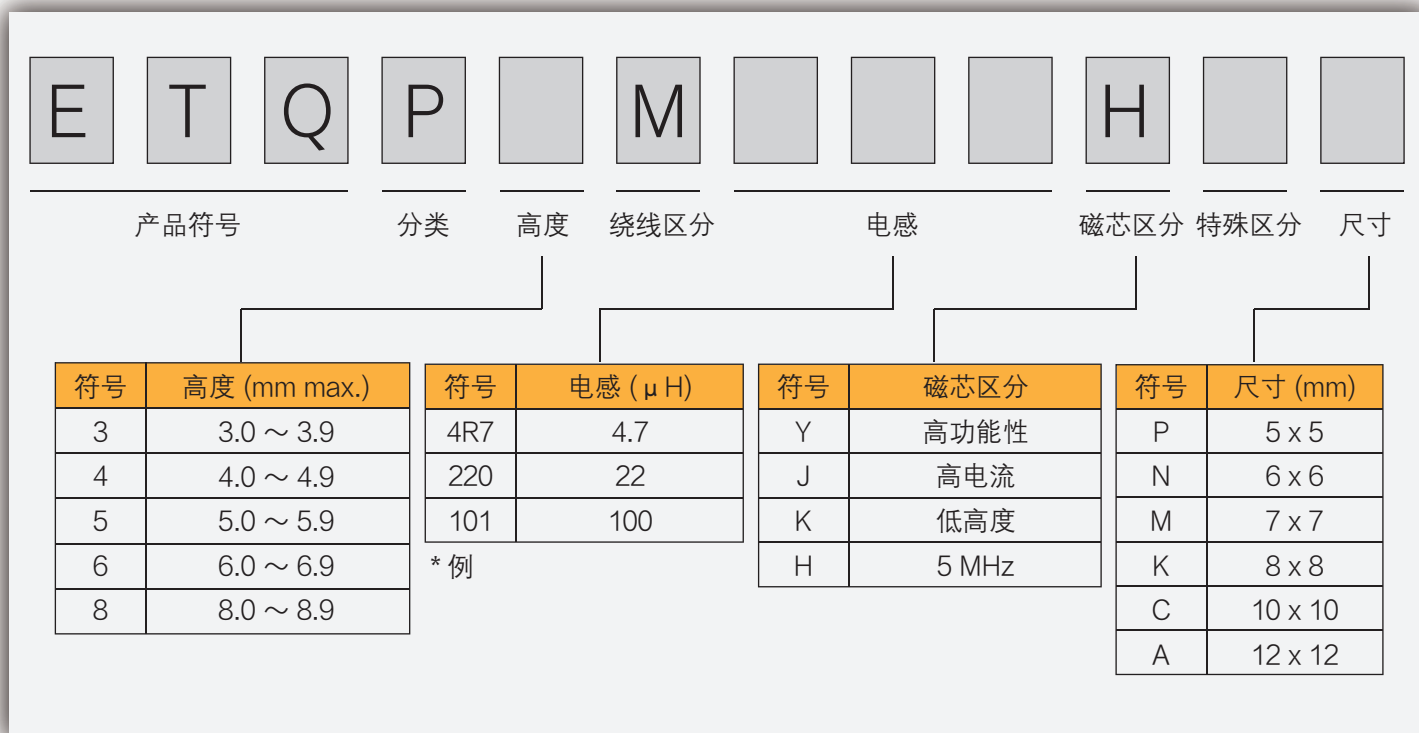 E T Q P M H
产品符号 分类 高度 绕线区分 电感 磁芯区分 特殊区分 尺寸
符号 高度 (mm max.)
3 3.0 ～ 3.9
4 4.0 ～ 4.9
5 5.0 ～ 5.9
6 6.0 ～ 6.9
8 8.0 ～ 8.9
符号 电感 ( μ H)
4R7 4.7
220 22
101 100
* 例
符号 磁芯区分
Y 高功能性
J 高电流
K 低高度
H 5 MHz
符号 尺寸 (mm)
P 5 x 5
N 6 x 6
M 7 x 7
K 8 x 8
C 10 x 10
A 12 x 12